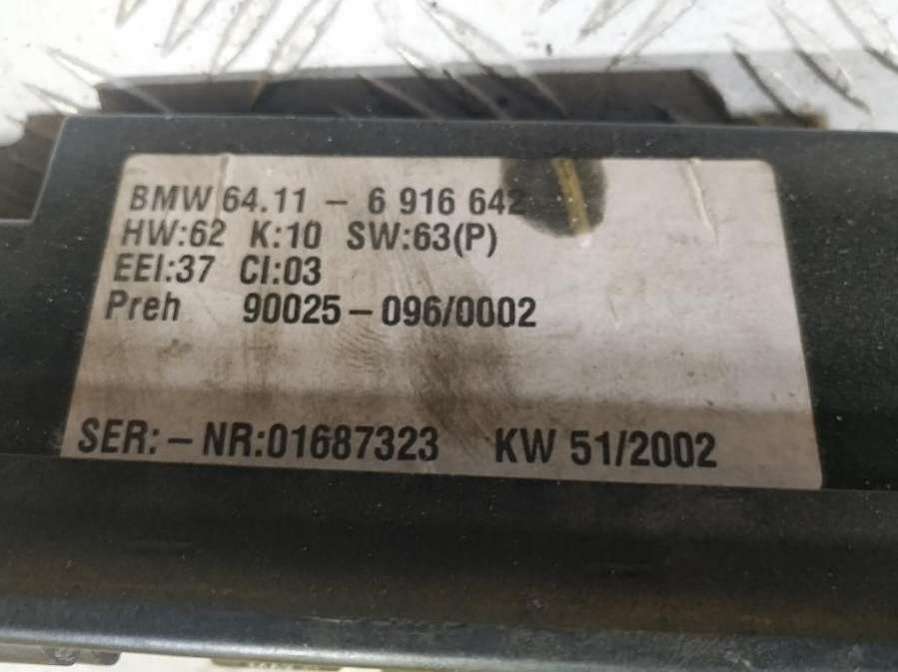 BMW 64.11 - 6 916 642
HW:62 K:10 SW:63(P)
EEI:37 CI:03
Preh 90025-096/0002
SER:-NR:01687323 KW 51/2002